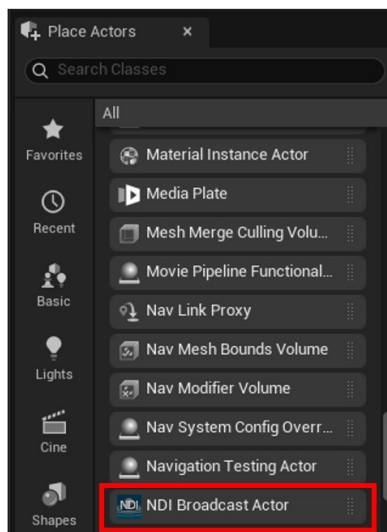 Place Actors
Search Classes
All
Favorites
Recent
Basic
Lights
Cine
Shapes
Material Instance Actor
Media Plate
Mesh Merge Culling Volu...
Movie Pipeline Functional...
Nav Link Proxy
Nav Mesh Bounds Volume
Nav Modifier Volume
Nav System Config Overr...
Navigation Testing Actor
NDI NDI Broadcast Actor